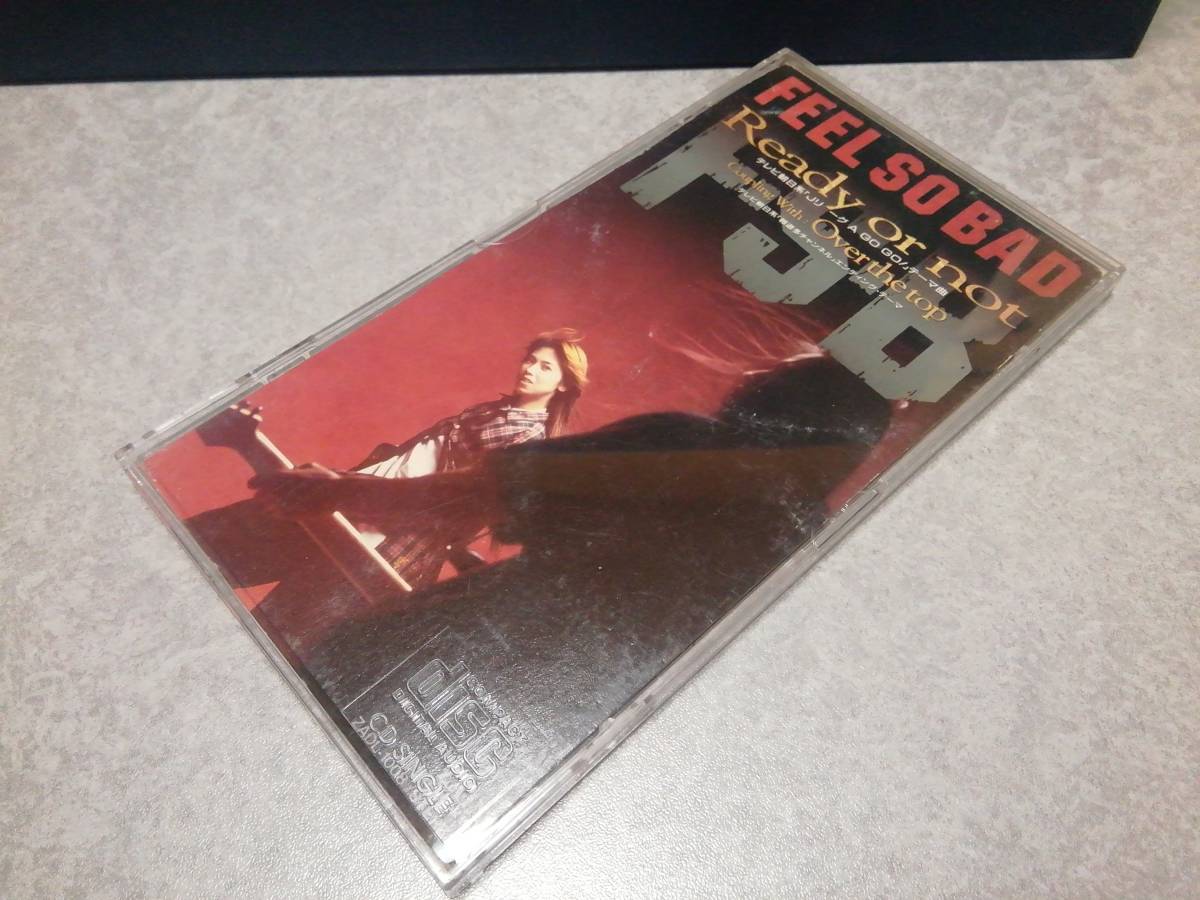 FEEL SO BAD
Ready or not
テレビ朝日系「Jリーグ A GO GO!」テーマ曲
Coupling With : Over the top
FSB
COMPACT
disc
DIGITAL AUDIO
CD SINGLE